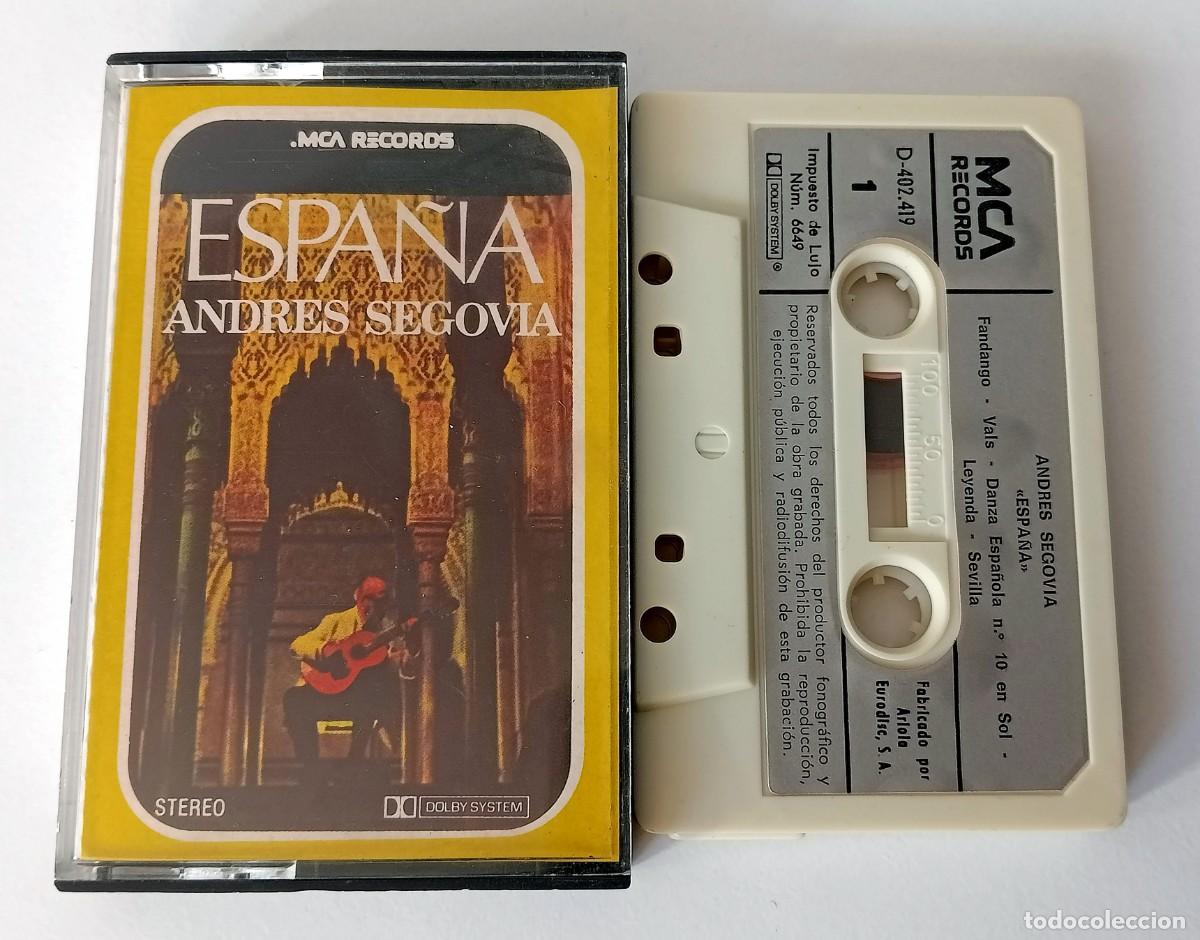 .MCA RECORDS
ESPAÑA
ANDRES SEGOVIA
STEREO
DOLBY SYSTEM
MCA
RECORDS
D-402.419
1
Impuesto de Lujo
Núm. 6649
DOLBY SYSTEM ®
ANDRES SEGOVIA
«ESPAÑA»
Fandango - Vals - Danza Española n.º 10 en Sol -
Leyenda - Sevilla
100 50 0
Reservados todos los derechos del productor fonográfico y
propietario de la obra grabada. Prohibida la reproducción,
ejecución pública y radiodifusión de esta grabación.
Fabricado por
Ariola
Eurodisc, S. A.
todocoleccion